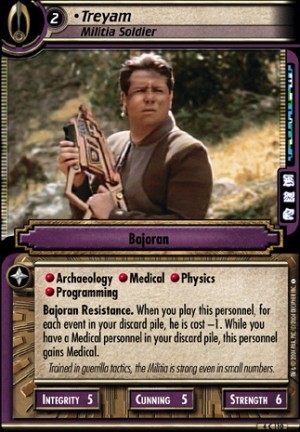 2
•Treyam
Militia Soldier
Bajoran
•Archaeology •Medical •Physics
•Programming
Bajoran Resistance. When you play this personnel,
for each event in your discard pile, he is cost -1. While you
have a Medical personnel in your discard pile, this personnel
gains Medical.
Trained in guerrilla tactics, the Militia is strong even in small numbers.
INTEGRITY 5 CUNNING 5 STRENGTH 6